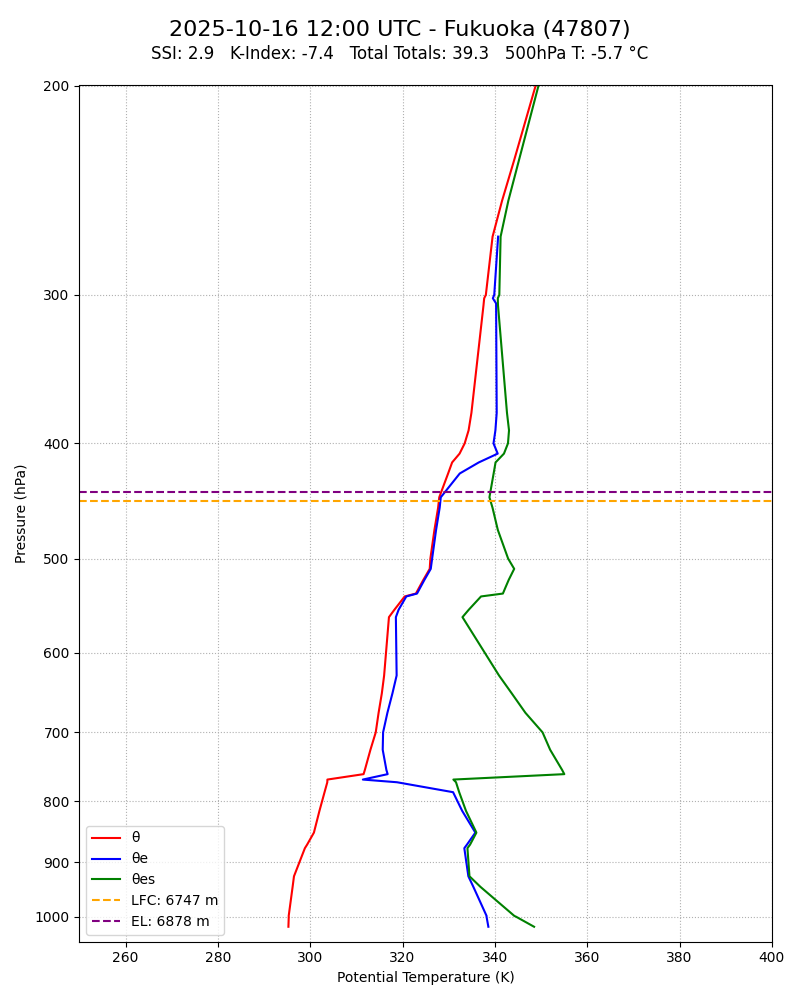 2025-10-16 12:00 UTC - Fukuoka (47807)
SSI: 2.9 K-Index: -7.4 Total Totals: 39.3 500hPa T: -5.7 °C
200
300
400
500
600
700
800
900
1000
Pressure (hPa)
θ
θe
θes
LFC: 6747 m
EL: 6878 m
260 280 300 320 340 360 380 400
Potential Temperature (K)